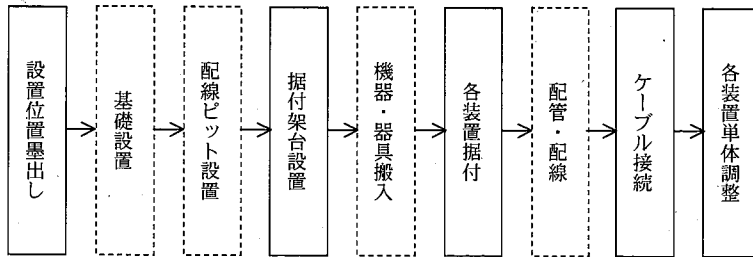 設置位置墨出し
基礎設置
配線ピット設置
据付架台設置
機器・器具搬入
各装置据付
配管・配線
ケーブル接続
各装置単体調整